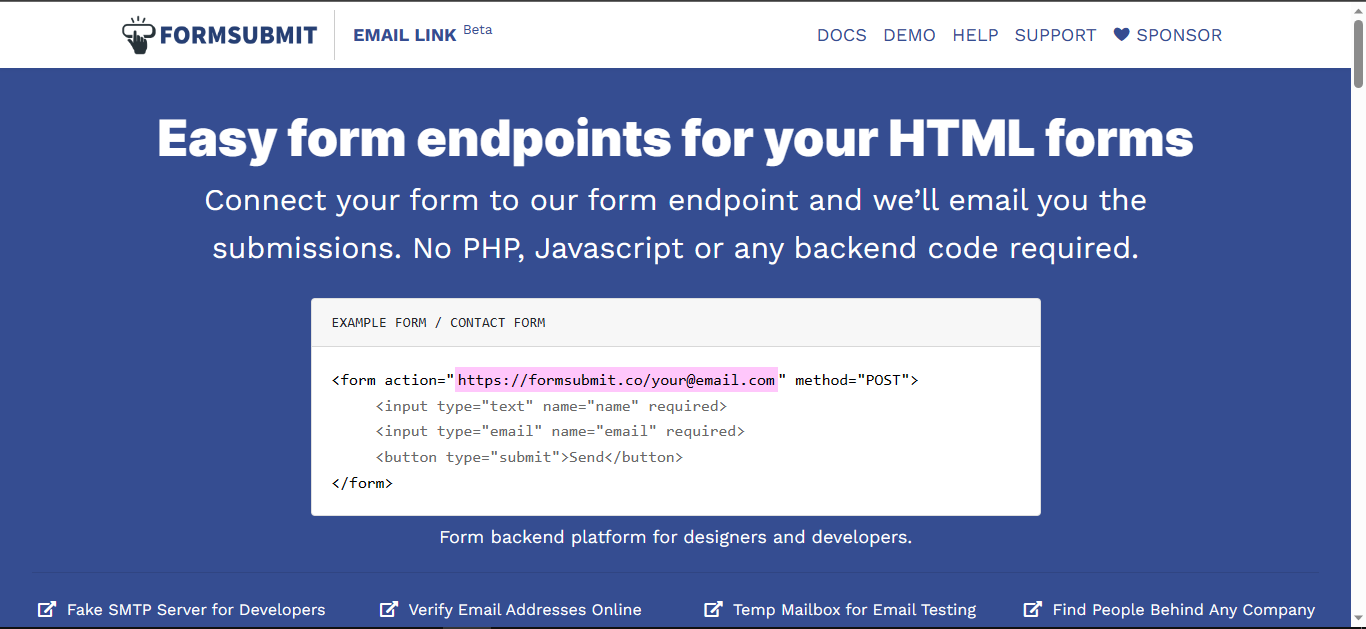 FORMSUBMIT EMAIL LINK Beta DOCS DEMO HELP SUPPORT SPONSOR
Easy form endpoints for your HTML forms
Connect your form to our form endpoint and we’ll email you the
submissions. No PHP, Javascript or any backend code required.
EXAMPLE FORM / CONTACT FORM
<form action="https://formsubmit.co/your@email.com" method="POST">
<input type="text" name="name" required>
<input type="email" name="email" required>
<button type="submit">Send</button>
</form>
Form backend platform for designers and developers.
Fake SMTP Server for Developers Verify Email Addresses Online Temp Mailbox for Email Testing Find People Behind Any Company